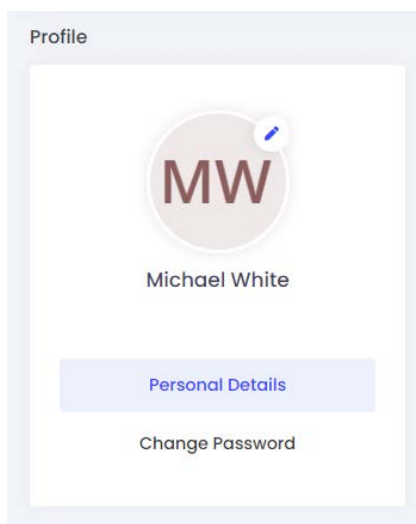 Profile
MW
Michael White
Personal Details
Change Password